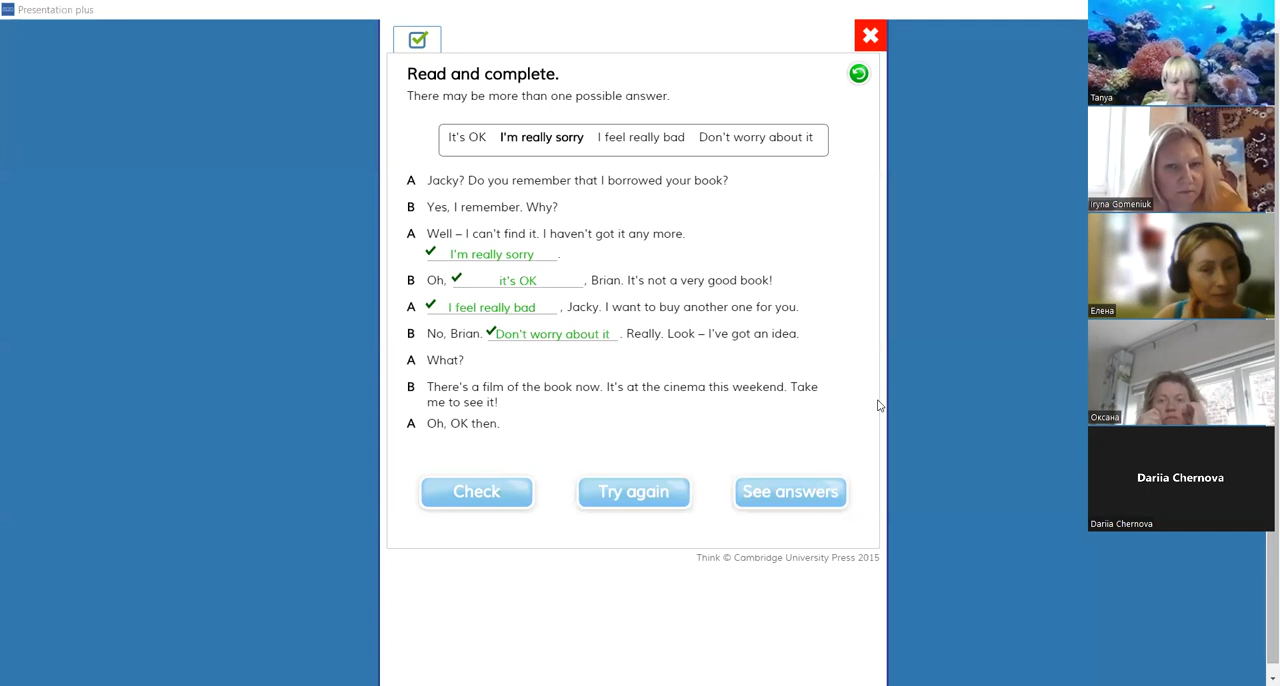 Presentation plus
Read and complete.
There may be more than one possible answer.
It's OK I'm really sorry I feel really bad Don't worry about it
A Jacky? Do you remember that I borrowed your book?
B Yes, I remember. Why?
A Well – I can't find it. I haven't got it any more.
I'm really sorry .
B Oh, it's OK , Brian. It's not a very good book!
A I feel really bad , Jacky. I want to buy another one for you.
B No, Brian. Don't worry about it . Really. Look – I've got an idea.
A What?
B There's a film of the book now. It's at the cinema this weekend. Take
me to see it!
A Oh, OK then.
Check Try again See answers
Think © Cambridge University Press 2015
Tanya
Iryna Gomeniuk
Елена
Оксана
Dariia Chernova
Dariia Chernova